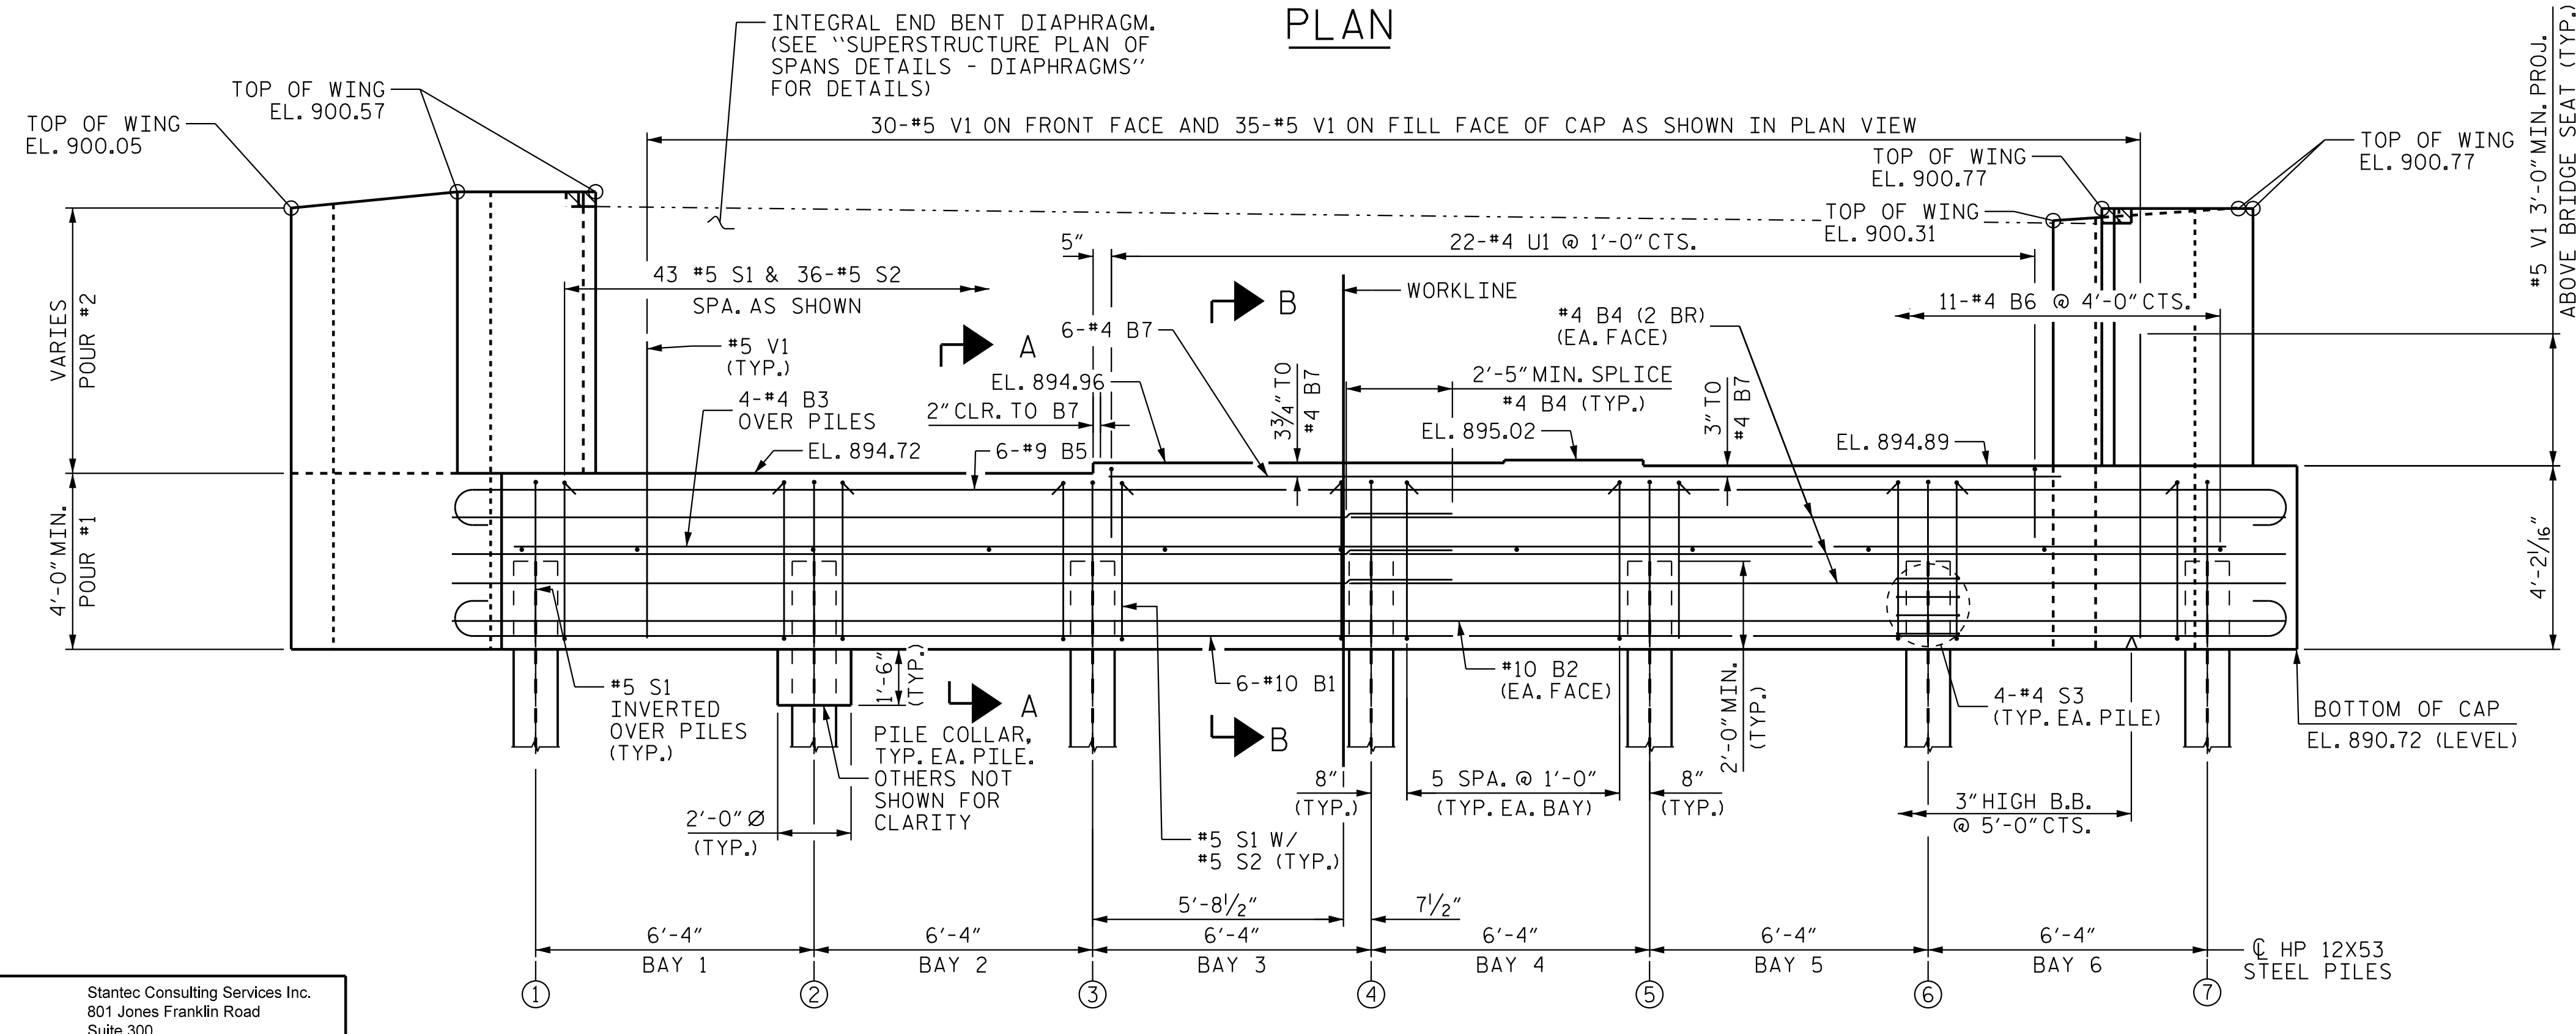 PLAN
INTEGRAL END BENT DIAPHRAGM.
(SEE ‘‘SUPERSTRUCTURE PLAN OF
SPANS DETAILS - DIAPHRAGMS’’
FOR DETAILS)
TOP OF WING
EL. 900.57
TOP OF WING
EL. 900.05
30-#5 V1 ON FRONT FACE AND 35-#5 V1 ON FILL FACE OF CAP AS SHOWN IN PLAN VIEW
TOP OF WING
EL. 900.77
TOP OF WING
EL. 900.77
TOP OF WING
EL. 900.31
#5 V1 3'-0" MIN. PROJ.
ABOVE BRIDGE SEAT (TYP.)
5"
22-#4 U1 @ 1'-0" CTS.
43 #5 S1 & 36-#5 S2
SPA. AS SHOWN
WORKLINE
11-#4 B6 @ 4'-0" CTS.
VARIES
POUR #2
B
A
6-#4 B7
#4 B4 (2 BR)
(EA. FACE)
#5 V1
(TYP.)
EL. 894.96
2'-5" MIN. SPLICE
#4 B4 (TYP.)
3¾" TO
#4 B7
3" TO
#4 B7
4-#4 B3
OVER PILES
2" CLR. TO B7
EL. 895.02
EL. 894.89
EL. 894.72
6-#9 B5
4'-0" MIN.
POUR #1
4'-2 1/16"
#5 S1
INVERTED
OVER PILES
(TYP.)
1'-6"
(TYP.)
A
6-#10 B1
#10 B2
(EA. FACE)
2'-0" MIN.
(TYP.)
4-#4 S3
(TYP. EA. PILE)
BOTTOM OF CAP
EL. 890.72 (LEVEL)
PILE COLLAR,
TYP. EA. PILE.
OTHERS NOT
SHOWN FOR
CLARITY
B
8"
(TYP.)
5 SPA. @ 1'-0"
(TYP. EA. BAY)
8"
(TYP.)
3" HIGH B.B.
@ 5'-0" CTS.
2'-0" Ø
(TYP.)
#5 S1 W/
#5 S2 (TYP.)
5'-8½"
7½"
6'-4"
BAY 1
6'-4"
BAY 2
6'-4"
BAY 3
6'-4"
BAY 4
6'-4"
BAY 5
6'-4"
BAY 6
℄ HP 12X53
STEEL PILES
1
2
3
4
5
6
7
Stantec Consulting Services Inc.
801 Jones Franklin Road
Suite 300